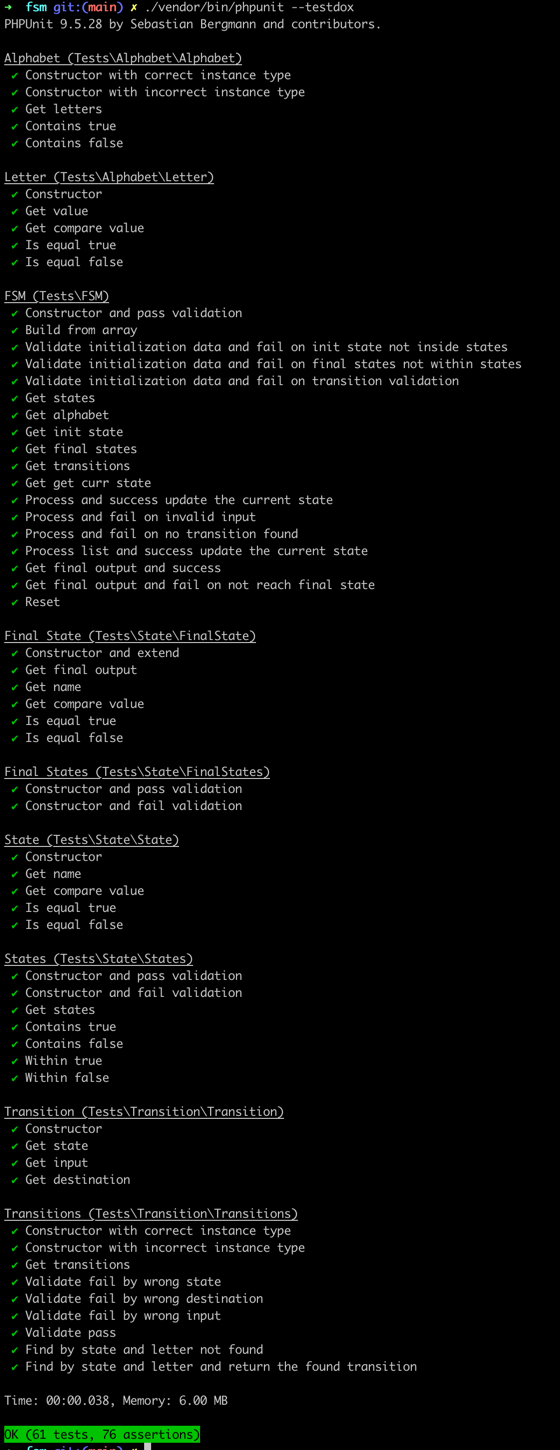 ➜ fsm git:(main) ✗ ./vendor/bin/phpunit --testdox
PHPUnit 9.5.28 by Sebastian Bergmann and contributors.
Alphabet (Tests\Alphabet\Alphabet)
✔ Constructor with correct instance type
✔ Constructor with incorrect instance type
✔ Get letters
✔ Contains true
✔ Contains false
Letter (Tests\Alphabet\Letter)
✔ Constructor
✔ Get value
✔ Get compare value
✔ Is equal true
✔ Is equal false
FSM (Tests\FSM)
✔ Constructor and pass validation
✔ Build from array
✔ Validate initialization data and fail on init state not inside states
✔ Validate initialization data and fail on final states not within states
✔ Validate initialization data and fail on transition validation
✔ Get states
✔ Get alphabet
✔ Get init state
✔ Get final states
✔ Get transitions
✔ Get get curr state
✔ Process and success update the current state
✔ Process and fail on invalid input
✔ Process and fail on no transition found
✔ Process list and success update the current state
✔ Get final output and success
✔ Get final output and fail on not reach final state
✔ Reset
Final State (Tests\State\FinalState)
✔ Constructor and extend
✔ Get final output
✔ Get name
✔ Get compare value
✔ Is equal true
✔ Is equal false
Final States (Tests\State\FinalStates)
✔ Constructor and pass validation
✔ Constructor and fail validation
State (Tests\State\State)
✔ Constructor
✔ Get name
✔ Get compare value
✔ Is equal true
✔ Is equal false
States (Tests\State\States)
✔ Constructor and pass validation
✔ Constructor and fail validation
✔ Get states
✔ Contains true
✔ Contains false
✔ Within true
✔ Within false
Transition (Tests\Transition\Transition)
✔ Constructor
✔ Get state
✔ Get input
✔ Get destination
Transitions (Tests\Transition\Transitions)
✔ Constructor with correct instance type
✔ Constructor with incorrect instance type
✔ Get transitions
✔ Validate fail by wrong state
✔ Validate fail by wrong destination
✔ Validate fail by wrong input
✔ Validate pass
✔ Find by state and letter not found
✔ Find by state and letter and return the found transition
Time: 00:00.038, Memory: 6.00 MB
OK (61 tests, 76 assertions)